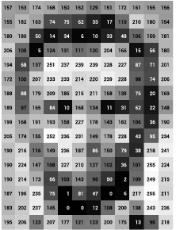 157 153 174 168 150 152 129 151 172 161 155 156
155 182 163 74 75 62 33 17 110 210 180 154
180 180 50 14 34 6 10 33 48 106 159 181
206 109 5 124 131 111 120 204 166 15 56 180
194 68 137 251 237 239 239 228 227 87 71 201
172 105 207 233 233 214 220 239 228 98 74 206
188 88 179 209 185 215 211 158 139 75 20 169
189 97 165 84 10 168 134 11 31 62 22 148
199 168 191 193 158 227 178 143 182 106 36 190
205 174 155 252 236 231 149 178 228 43 95 234
190 216 116 149 236 187 86 150 79 38 218 241
190 224 147 108 227 210 127 102 36 101 255 224
190 214 173 66 103 143 96 50 2 109 249 215
187 196 235 75 1 81 47 0 6 217 255 211
183 202 237 145 0 0 12 108 200 138 243 236
195 206 123 207 177 121 123 200 175 13 96 218